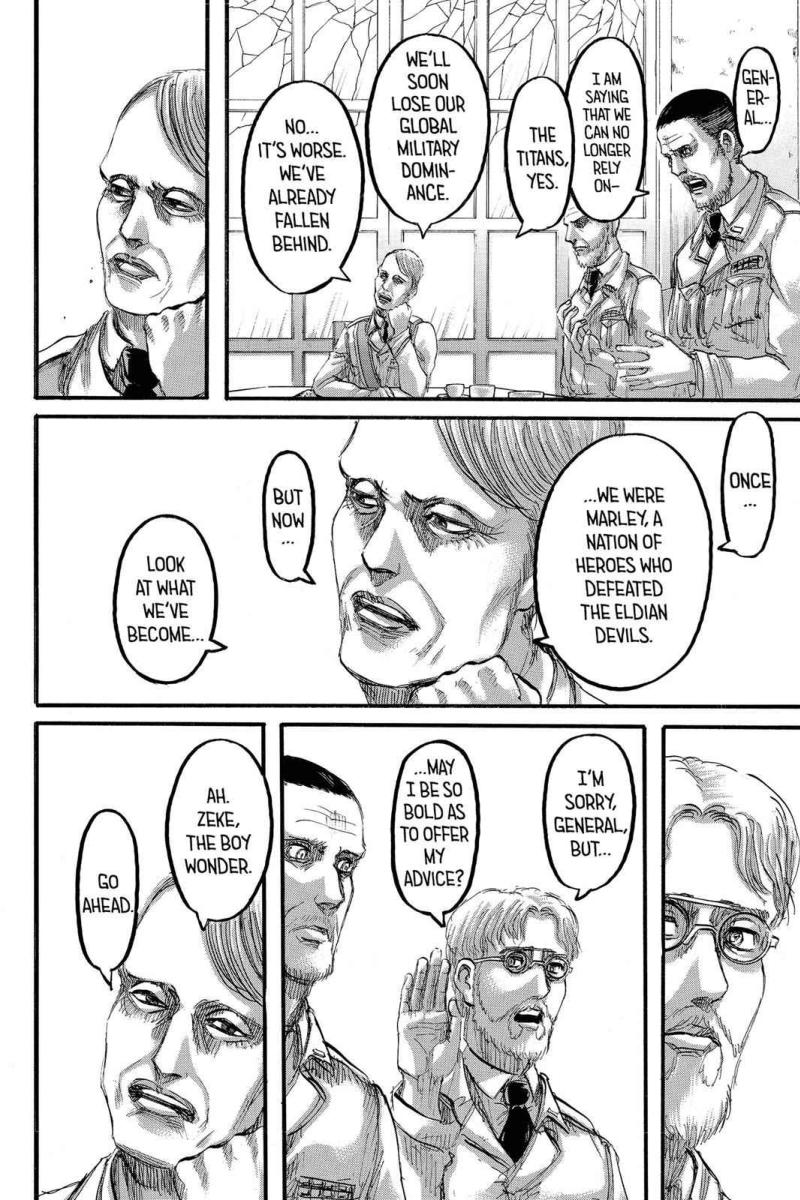 GEN-
ER-
AL...
I AM
SAYING
THAT WE
CAN NO
LONGER
RELY
ON–
THE
TITANS,
YES.
WE'LL
SOON
LOSE OUR
GLOBAL
MILITARY
DOMIN-
ANCE.
NO...
IT'S WORSE.
WE'VE
ALREADY
FALLEN
BEHIND.
ONCE
...
...WE WERE
MARLEY, A
NATION OF
HEROES WHO
DEFEATED
THE ELDIAN
DEVILS.
BUT
NOW
...
LOOK
AT WHAT
WE'VE
BECOME...
I'M
SORRY,
GENERAL,
BUT...
...MAY
I BE SO
BOLD AS
TO OFFER
MY
ADVICE?
AH.
ZEKE,
THE BOY
WONDER.
GO
AHEAD.